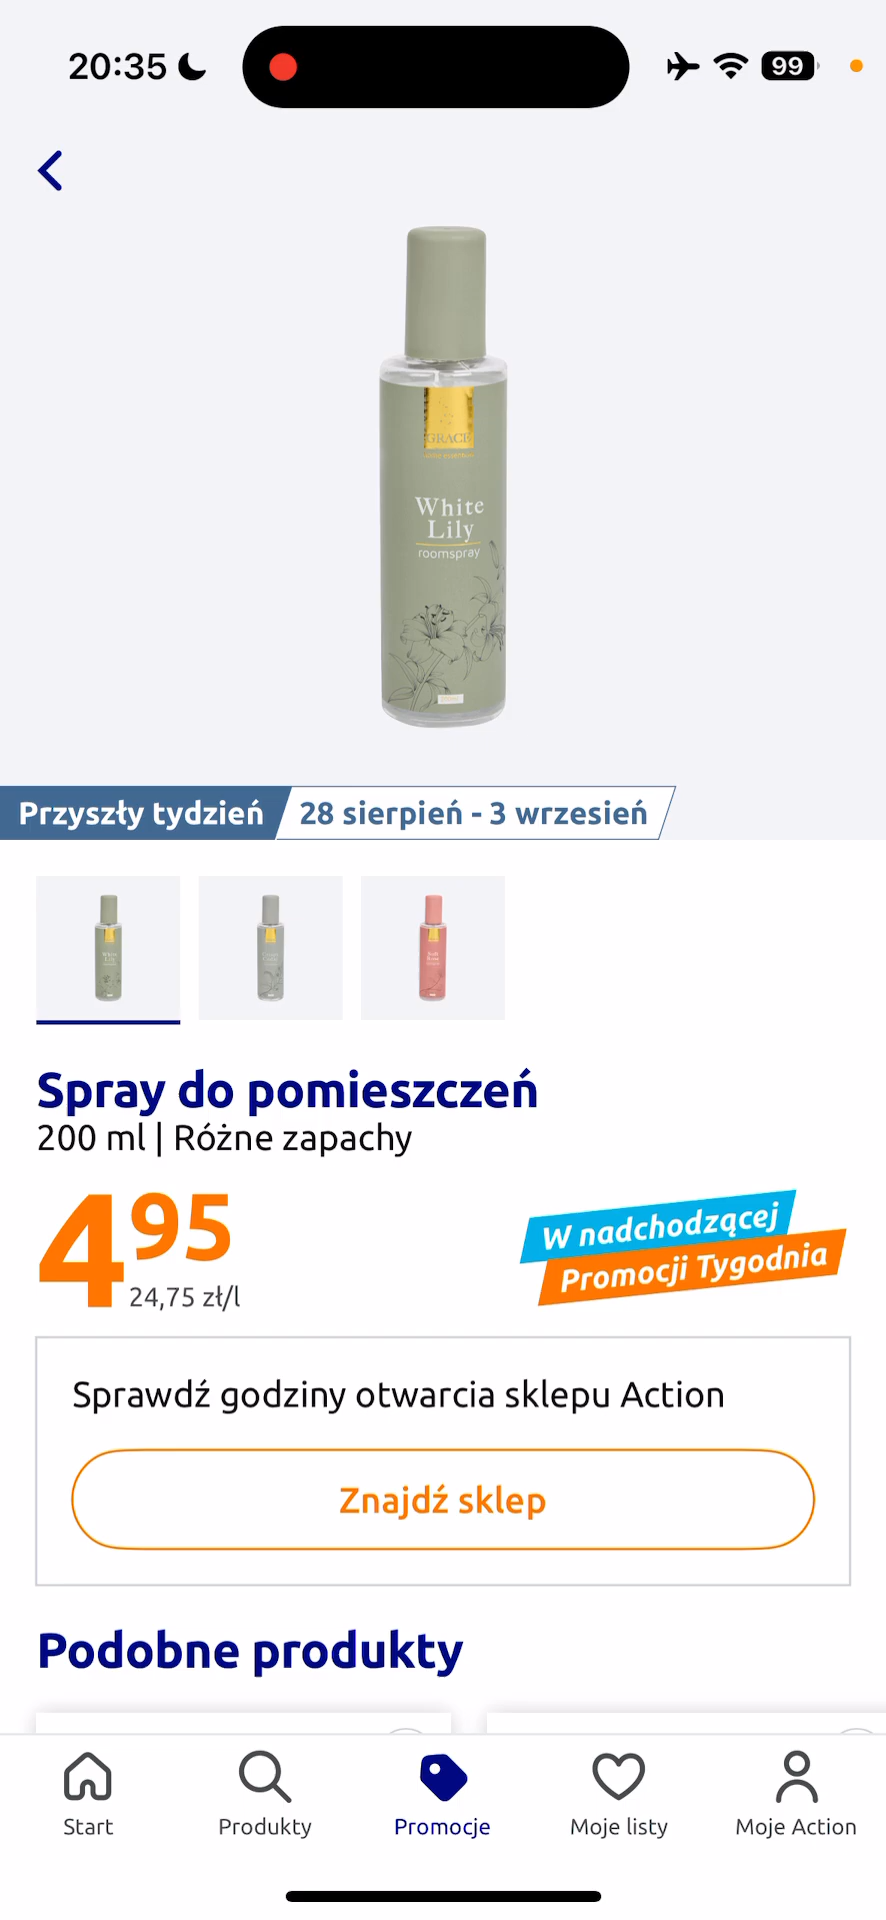 20:35
99
GRACE
White
Lily
roomspray
Przyszły tydzień
28 sierpień - 3 wrzesień
Spray do pomieszczeń
200 ml | Różne zapachy
4 95
24,75 zł/l
W nadchodzącej
Promocji Tygodnia
Sprawdź godziny otwarcia sklepu Action
Znajdź sklep
Podobne produkty
Start
Produkty
Promocje
Moje listy
Moje Action